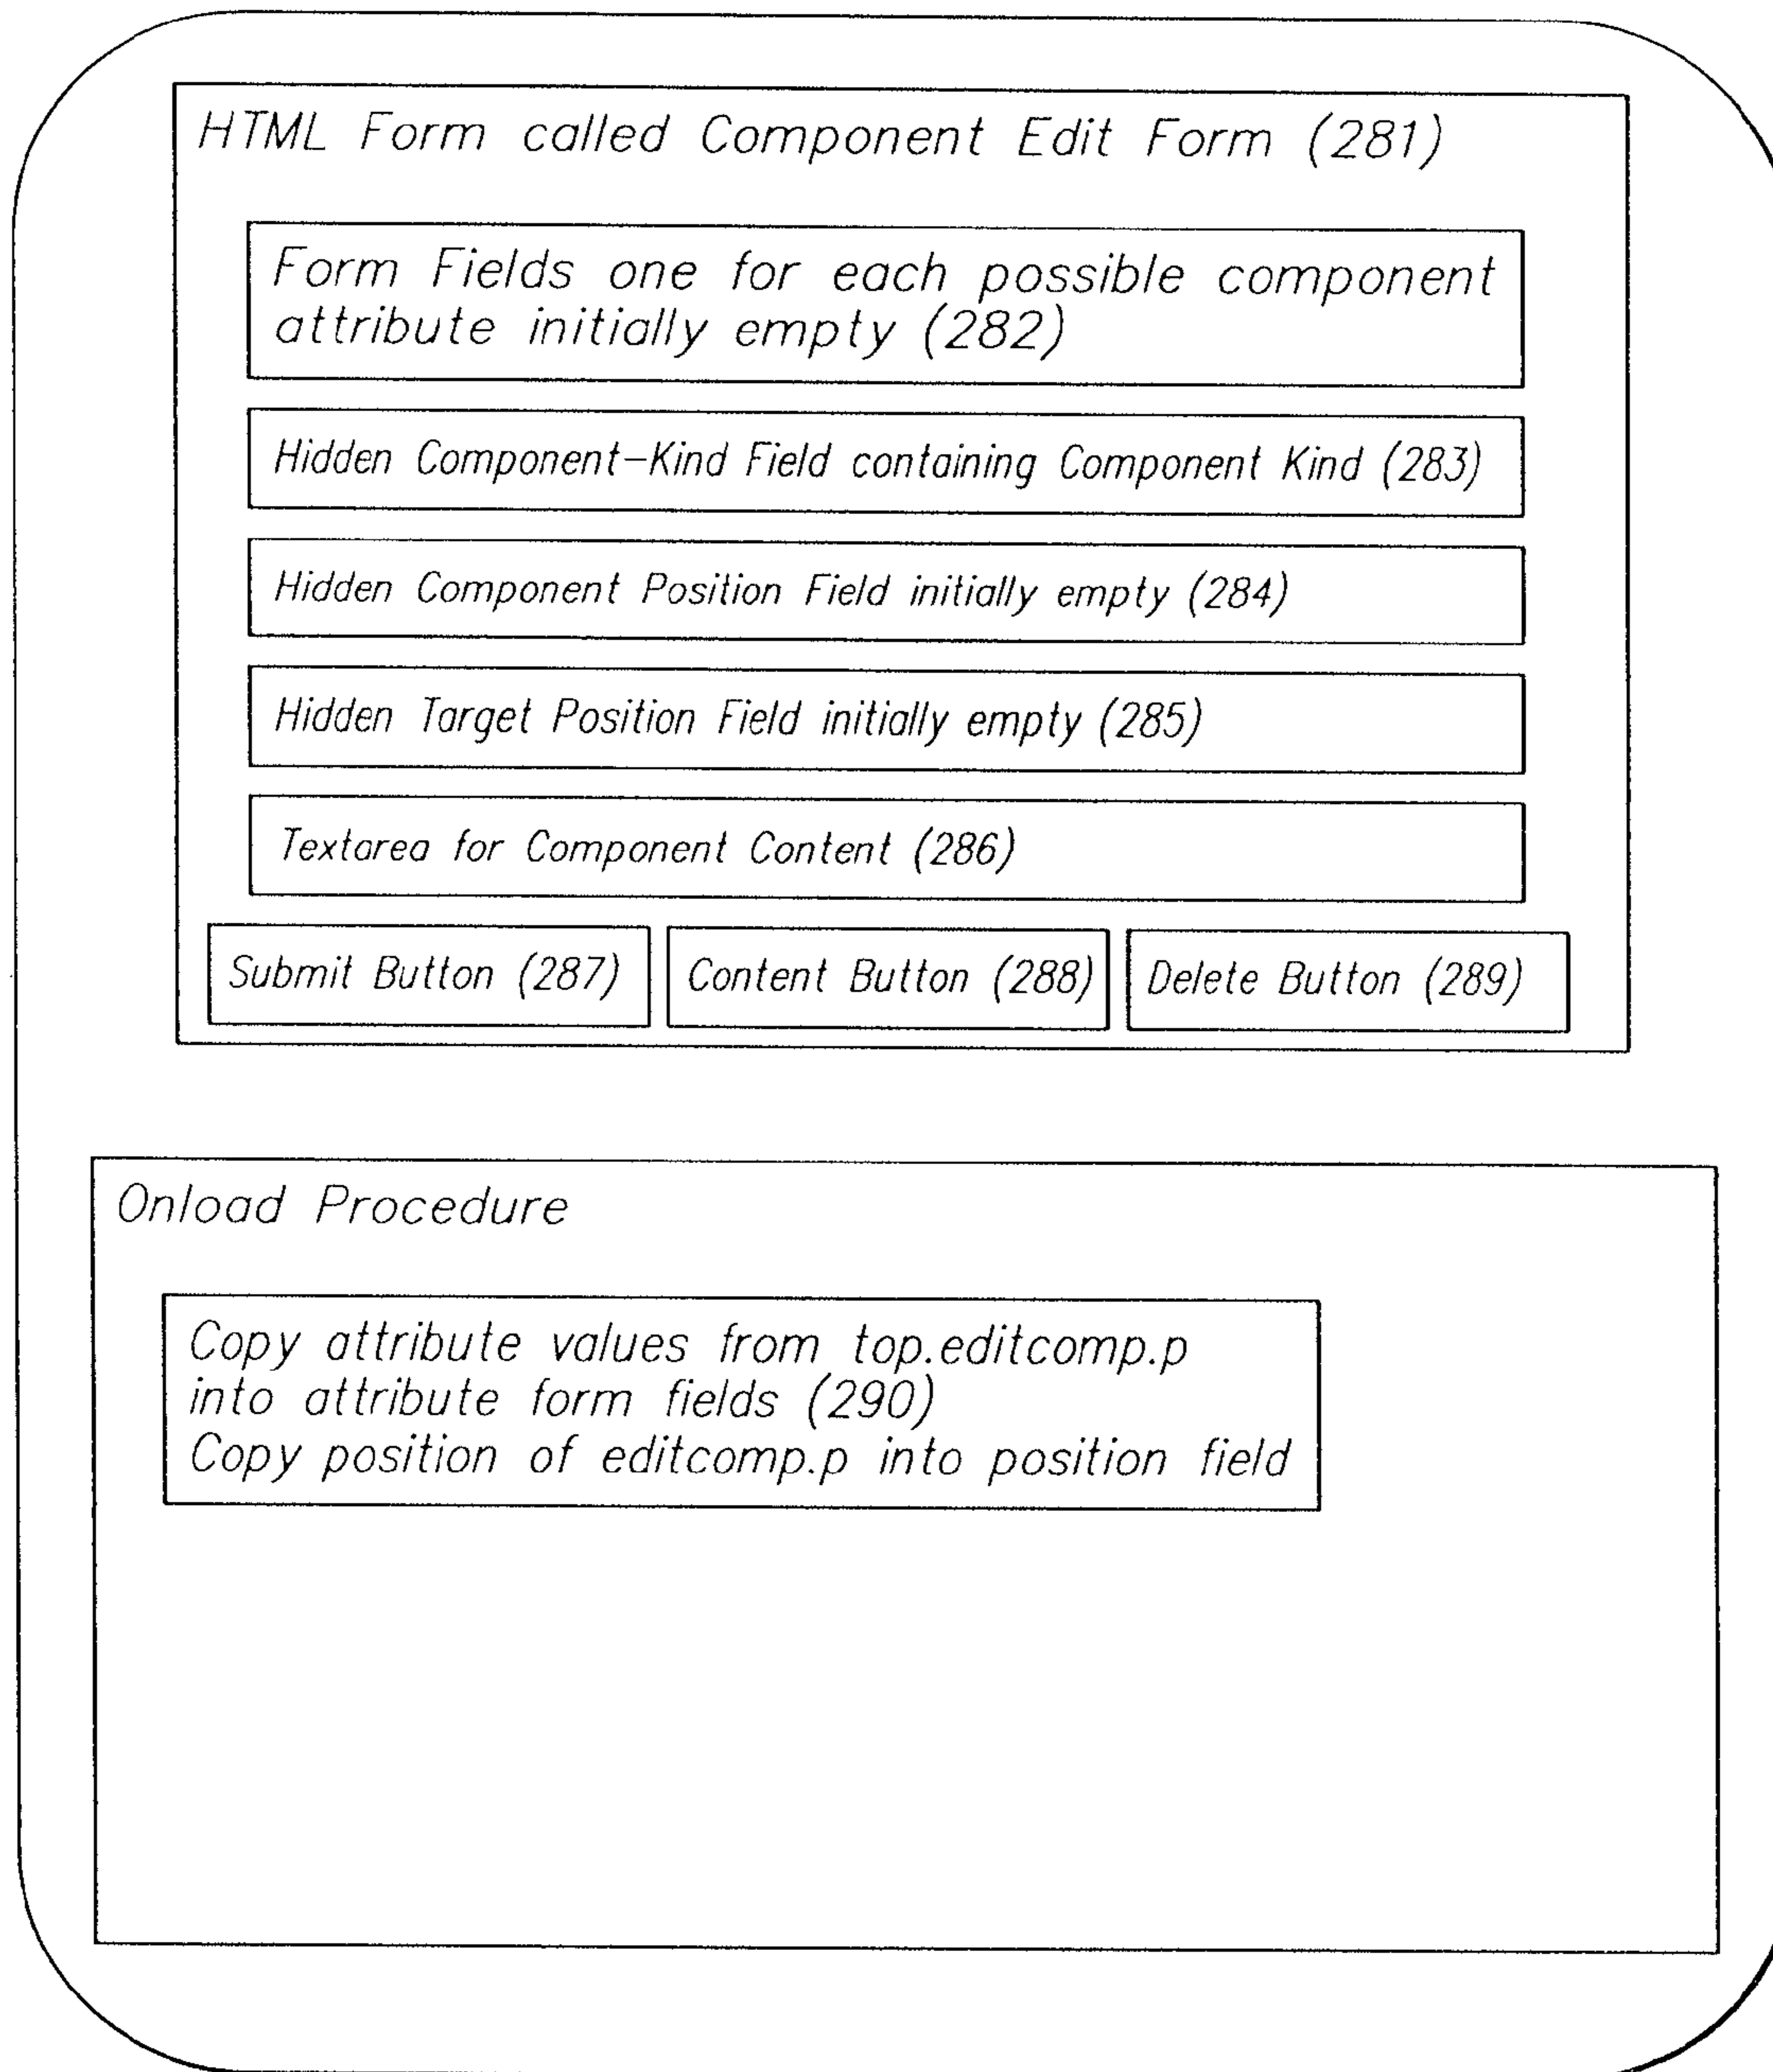 HTML Form called Component Edit Form (281)
Form Fields one for each possible component
attribute initially empty (282)
Hidden Component-Kind Field containing Component Kind (283)
Hidden Component Position Field initially empty (284)
Hidden Target Position Field initially empty (285)
Textarea for Component Content (286)
Submit Button (287)
Content Button (288)
Delete Button (289)
Onload Procedure
Copy attribute values from top.editcomp.p
into attribute form fields (290)
Copy position of editcomp.p into position field